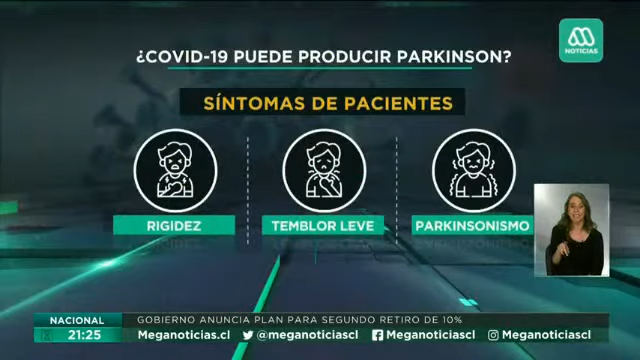 ¿COVID-19 PUEDE PRODUCIR PARKINSON?
NOTICIAS
SÍNTOMAS DE PACIENTES
RIGIDEZ
TEMBLOR LEVE
PARKINSONISMO
NACIONAL
GOBIERNO ANUNCIA PLAN PARA SEGUNDO RETIRO DE 10%
21:25
Meganoticias.cl
@meganoticiascl
Meganoticiascl
Meganoticiascl